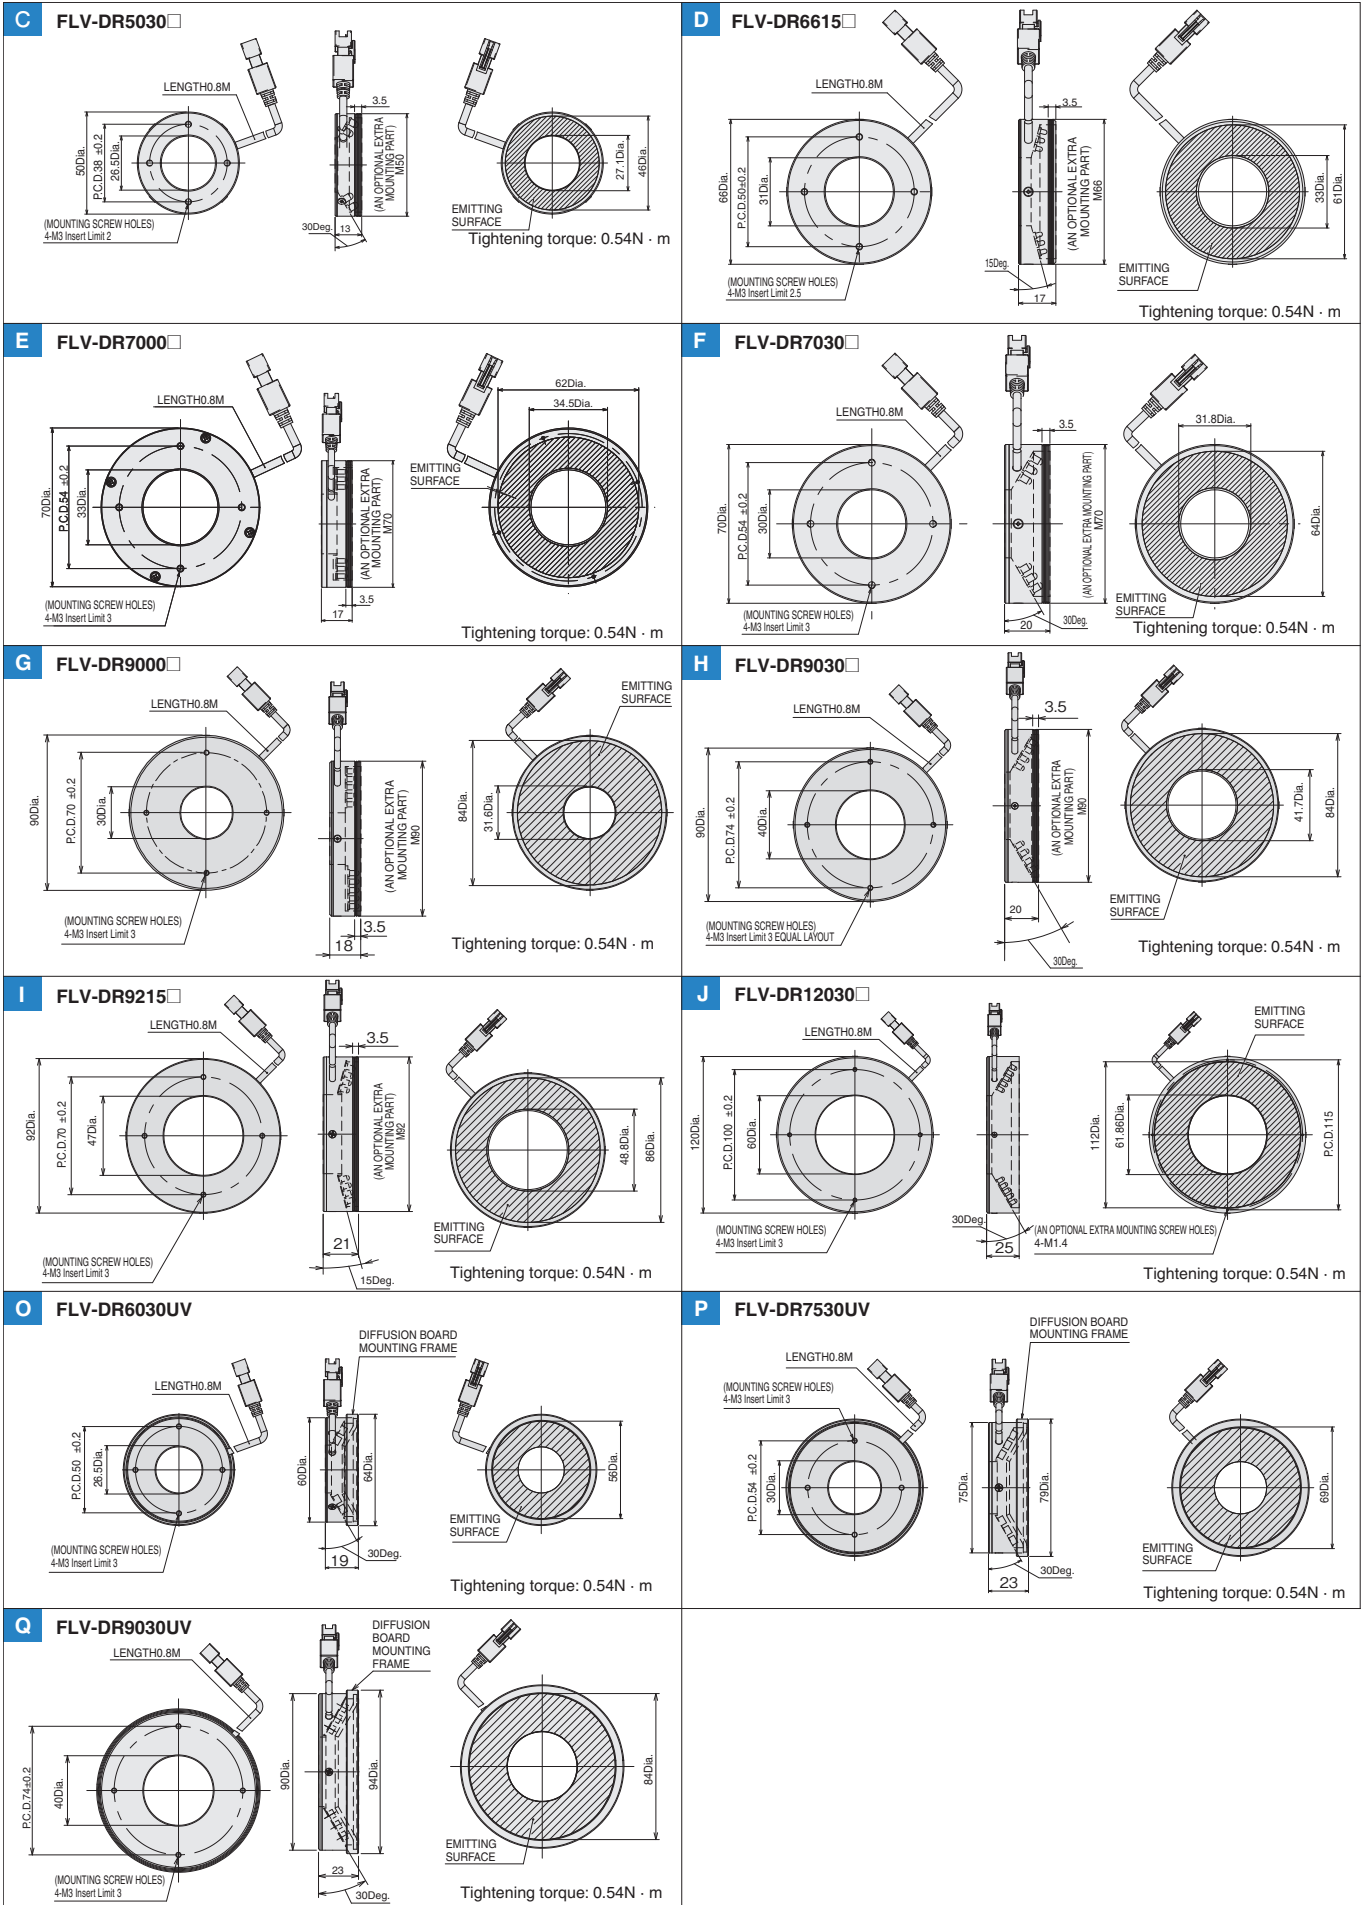 C FLV-DR5030□
LENGTH0.8M
50Dia.
P.C.D.38 ±0.2
26.5Dia.
(MOUNTING SCREW HOLES)
4-M3 Insert Limit 2
3.5
(AN OPTIONAL EXTRA
MOUNTING PART)
M50
30Deg.
13
27.1Dia.
46Dia.
EMITTING
SURFACE
Tightening torque: 0.54N · m
D FLV-DR6615□
LENGTH0.8M
66Dia.
P.C.D.50±0.2
31Dia.
(MOUNTING SCREW HOLES)
4-M3 Insert Limit 2.5
3.5
(AN OPTIONAL EXTRA
MOUNTING PART)
M66
15Deg.
17
33Dia.
61Dia.
EMITTING
SURFACE
Tightening torque: 0.54N · m
E FLV-DR7000□
LENGTH0.8M
70Dia.
P.C.D.54 ±0.2
33Dia.
(MOUNTING SCREW HOLES)
4-M3 Insert Limit 3
(AN OPTIONAL EXTRA
MOUNTING PART)
M70
3.5
17
62Dia.
34.5Dia.
EMITTING
SURFACE
Tightening torque: 0.54N · m
F FLV-DR7030□
LENGTH0.8M
70Dia.
P.C.D.54 ±0.2
30Dia.
(MOUNTING SCREW HOLES)
4-M3 Insert Limit 3
3.5
(AN OPTIONAL EXTRA MOUNTING PART)
M70
30Deg.
20
31.8Dia.
64Dia.
EMITTING
SURFACE
Tightening torque: 0.54N · m
G FLV-DR9000□
LENGTH0.8M
90Dia.
P.C.D.70 ±0.2
30Dia.
(MOUNTING SCREW HOLES)
4-M3 Insert Limit 3
(AN OPTIONAL EXTRA
MOUNTING PART)
M90
3.5
18
EMITTING
SURFACE
84Dia.
31.6Dia.
Tightening torque: 0.54N · m
H FLV-DR9030□
LENGTH0.8M
90Dia.
P.C.D.74 ±0.2
40Dia.
(MOUNTING SCREW HOLES)
4-M3 Insert Limit 3 EQUAL LAYOUT
3.5
(AN OPTIONAL EXTRA
MOUNTING PART)
M90
20
30Deg.
41.7Dia.
84Dia.
EMITTING
SURFACE
Tightening torque: 0.54N · m
I FLV-DR9215□
LENGTH0.8M
92Dia.
P.C.D.70 ±0.2
47Dia.
(MOUNTING SCREW HOLES)
4-M3 Insert Limit 3
3.5
(AN OPTIONAL EXTRA
MOUNTING PART)
M92
21
15Deg.
48.8Dia.
86Dia.
EMITTING
SURFACE
Tightening torque: 0.54N · m
J FLV-DR12030□
LENGTH0.8M
120Dia.
P.C.D.100 ±0.2
60Dia.
(MOUNTING SCREW HOLES)
4-M3 Insert Limit 3
30Deg.
25
EMITTING
SURFACE
112Dia.
61.86Dia.
P.C.D.115
(AN OPTIONAL EXTRA MOUNTING SCREW HOLES)
4-M1.4
Tightening torque: 0.54N · m
O FLV-DR6030UV
LENGTH0.8M
P.C.D.50 ±0.2
26.5Dia.
(MOUNTING SCREW HOLES)
4-M3 Insert Limit 3
DIFFUSION BOARD
MOUNTING FRAME
60Dia.
64Dia.
30Deg.
19
56Dia.
EMITTING
SURFACE
Tightening torque: 0.54N · m
P FLV-DR7530UV
LENGTH0.8M
(MOUNTING SCREW HOLES)
4-M3 Insert Limit 3
P.C.D.54 ±0.2
30Dia.
DIFFUSION BOARD
MOUNTING FRAME
75Dia.
79Dia.
30Deg.
23
69Dia.
EMITTING
SURFACE
Tightening torque: 0.54N · m
Q FLV-DR9030UV
LENGTH0.8M
P.C.D.74±0.2
40Dia.
(MOUNTING SCREW HOLES)
4-M3 Insert Limit 3
DIFFUSION
BOARD
MOUNTING
FRAME
90Dia.
94Dia.
23
30Deg.
84Dia.
EMITTING
SURFACE
Tightening torque: 0.54N · m